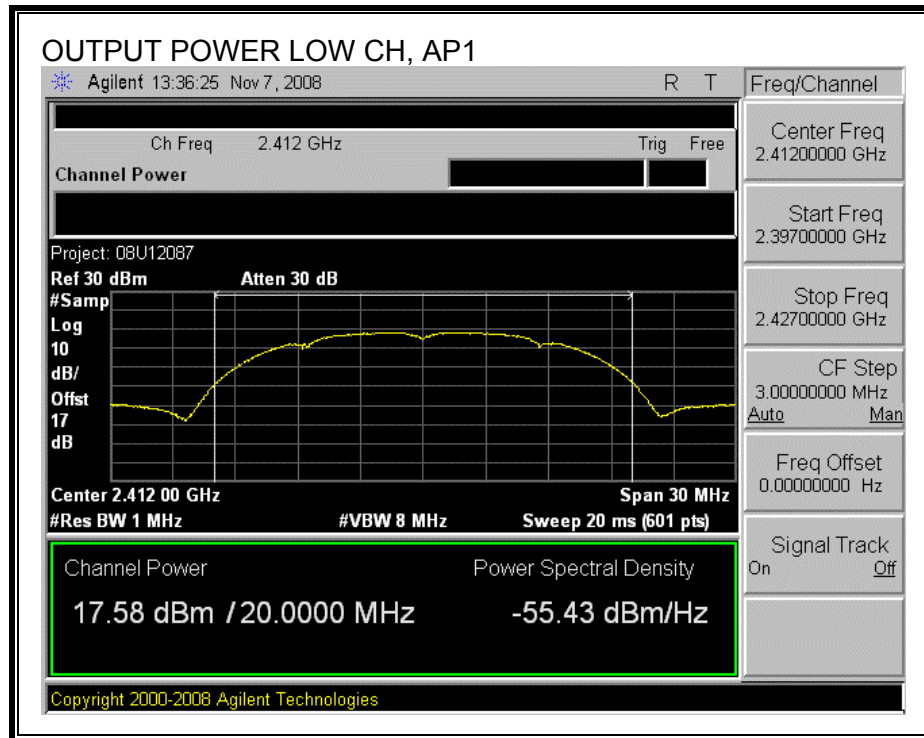 OUTPUT POWER LOW CH, AP1
Agilent 13:36:25 Nov 7, 2008 R T
Freq/Channel
Ch Freq 2.412 GHz Trig Free
Channel Power
Center Freq
2.41200000 GHz
Start Freq
2.39700000 GHz
Stop Freq
2.42700000 GHz
CF Step
3.00000000 MHz
Auto Man
Freq Offset
0.00000000 Hz
Signal Track
On Off
Project: 08U12087
Ref 30 dBm Atten 30 dB
#Samp
Log
10
dB/
Offst
17
dB
Center 2.412 00 GHz Span 30 MHz
#Res BW 1 MHz #VBW 8 MHz Sweep 20 ms (601 pts)
Channel Power Power Spectral Density
17.58 dBm / 20.0000 MHz -55.43 dBm/Hz
Copyright 2000-2008 Agilent Technologies